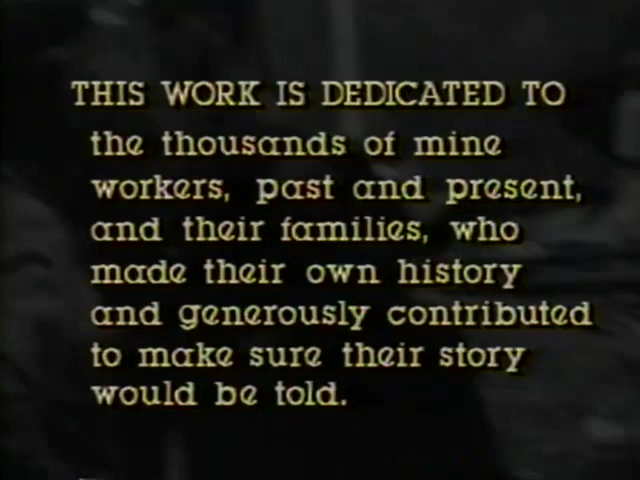 THIS WORK IS DEDICATED TO
the thousands of mine
workers, past and present,
and their families, who
made their own history
and generously contributed
to make sure their story
would be told.